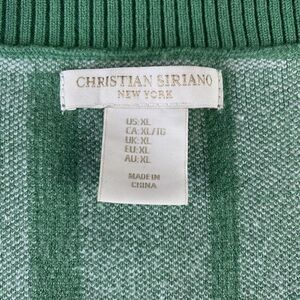 CHRISTIAN SIRIANO
NEW YORK
US: XL
CA: XL/TG
UK: XL
EU: XL
AU: XL
MADE IN
CHINA